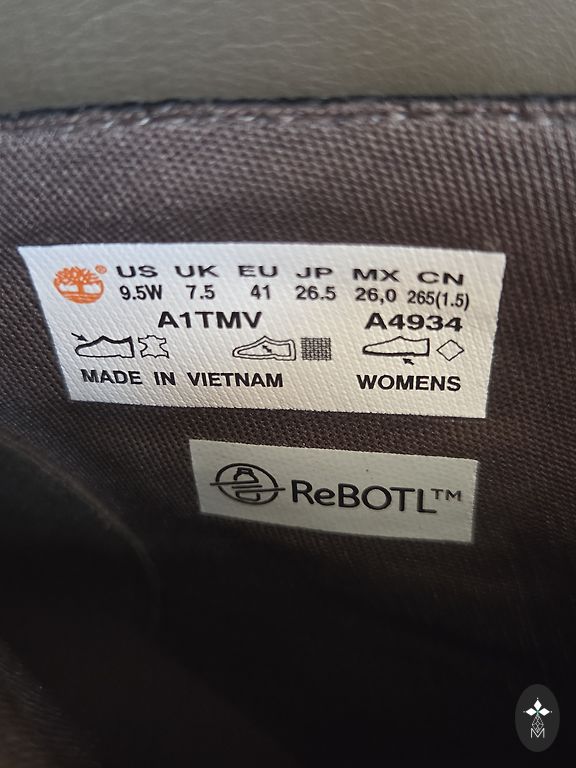 US UK EU JP MX CN
9.5W 7.5 41 26.5 26,0 265(1.5)
A1TMV A4934
MADE IN VIETNAM WOMENS
ReBOTL™
M